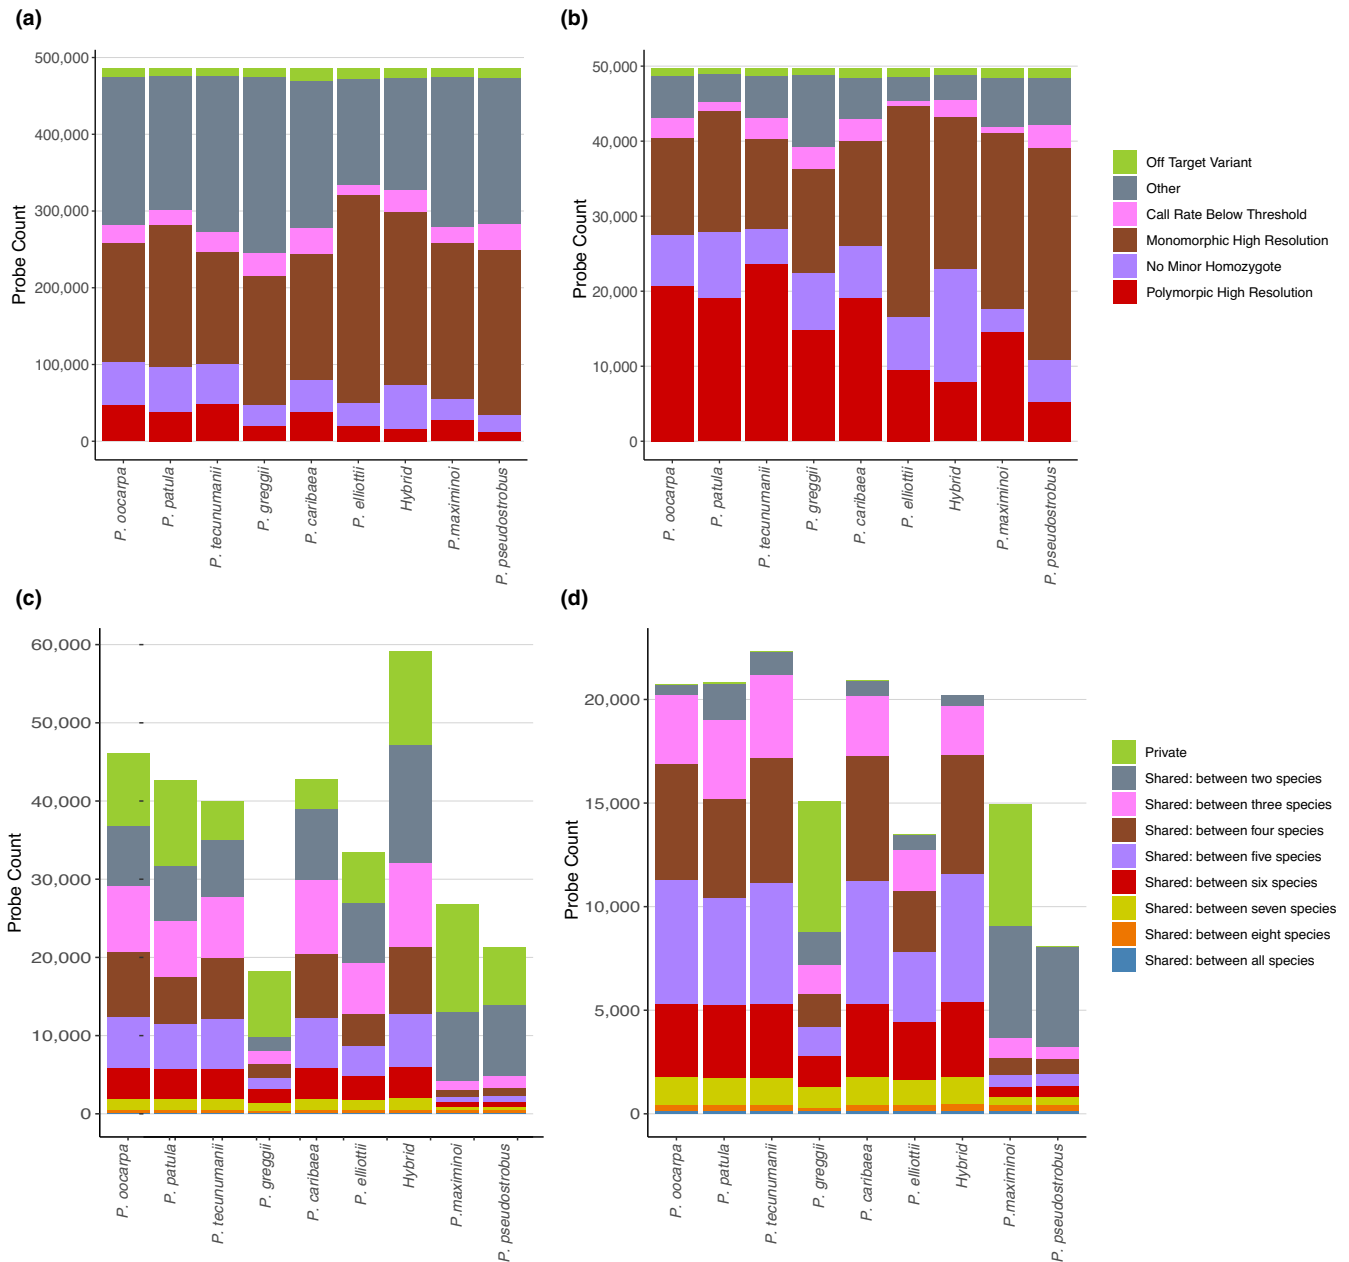 (a)
500,000
400,000
300,000
200,000
100,000
0
Probe Count
P. oocarpa
P. patula
P. tecunumanii
P. greggii
P. caribaea
P. elliottii
Hybrid
P.maximinoi
P. pseudostrobus
(b)
50,000
40,000
30,000
20,000
10,000
0
Probe Count
P. oocarpa
P. patula
P. tecunumanii
P. greggii
P. caribaea
P. elliottii
Hybrid
P.maximinoi
P. pseudostrobus
Off Target Variant
Other
Call Rate Below Threshold
Monomorphic High Resolution
No Minor Homozygote
Polymorpic High Resolution
(c)
60,000
50,000
40,000
30,000
20,000
10,000
0
Probe Count
P. oocarpa
P. patula
P. tecunumanii
P. greggii
P. caribaea
P. elliottii
Hybrid
P.maximinoi
P. pseudostrobus
(d)
20,000
15,000
10,000
5,000
0
Probe Count
P. oocarpa
P. patula
P. tecunumanii
P. greggii
P. caribaea
P. elliottii
Hybrid
P.maximinoi
P. pseudostrobus
Private
Shared: between two species
Shared: between three species
Shared: between four species
Shared: between five species
Shared: between six species
Shared: between seven species
Shared: between eight species
Shared: between all species